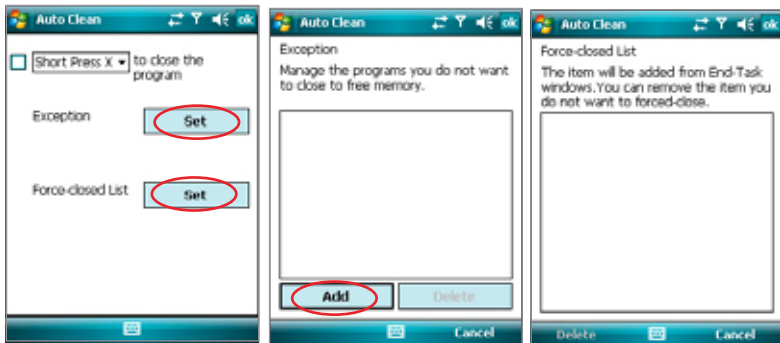 Auto Clean
ok
Short Press X
to close the
program
Exception
Set
Force-closed List
Set
Auto Clean
ok
Exception
Manage the programs you do not want
to close to free memory.
Add
Delete
Cancel
Auto Clean
ok
Force-closed List
The item will be added from End-Task
windows.You can remove the item you
do not want to forced-close.
Delete
Cancel